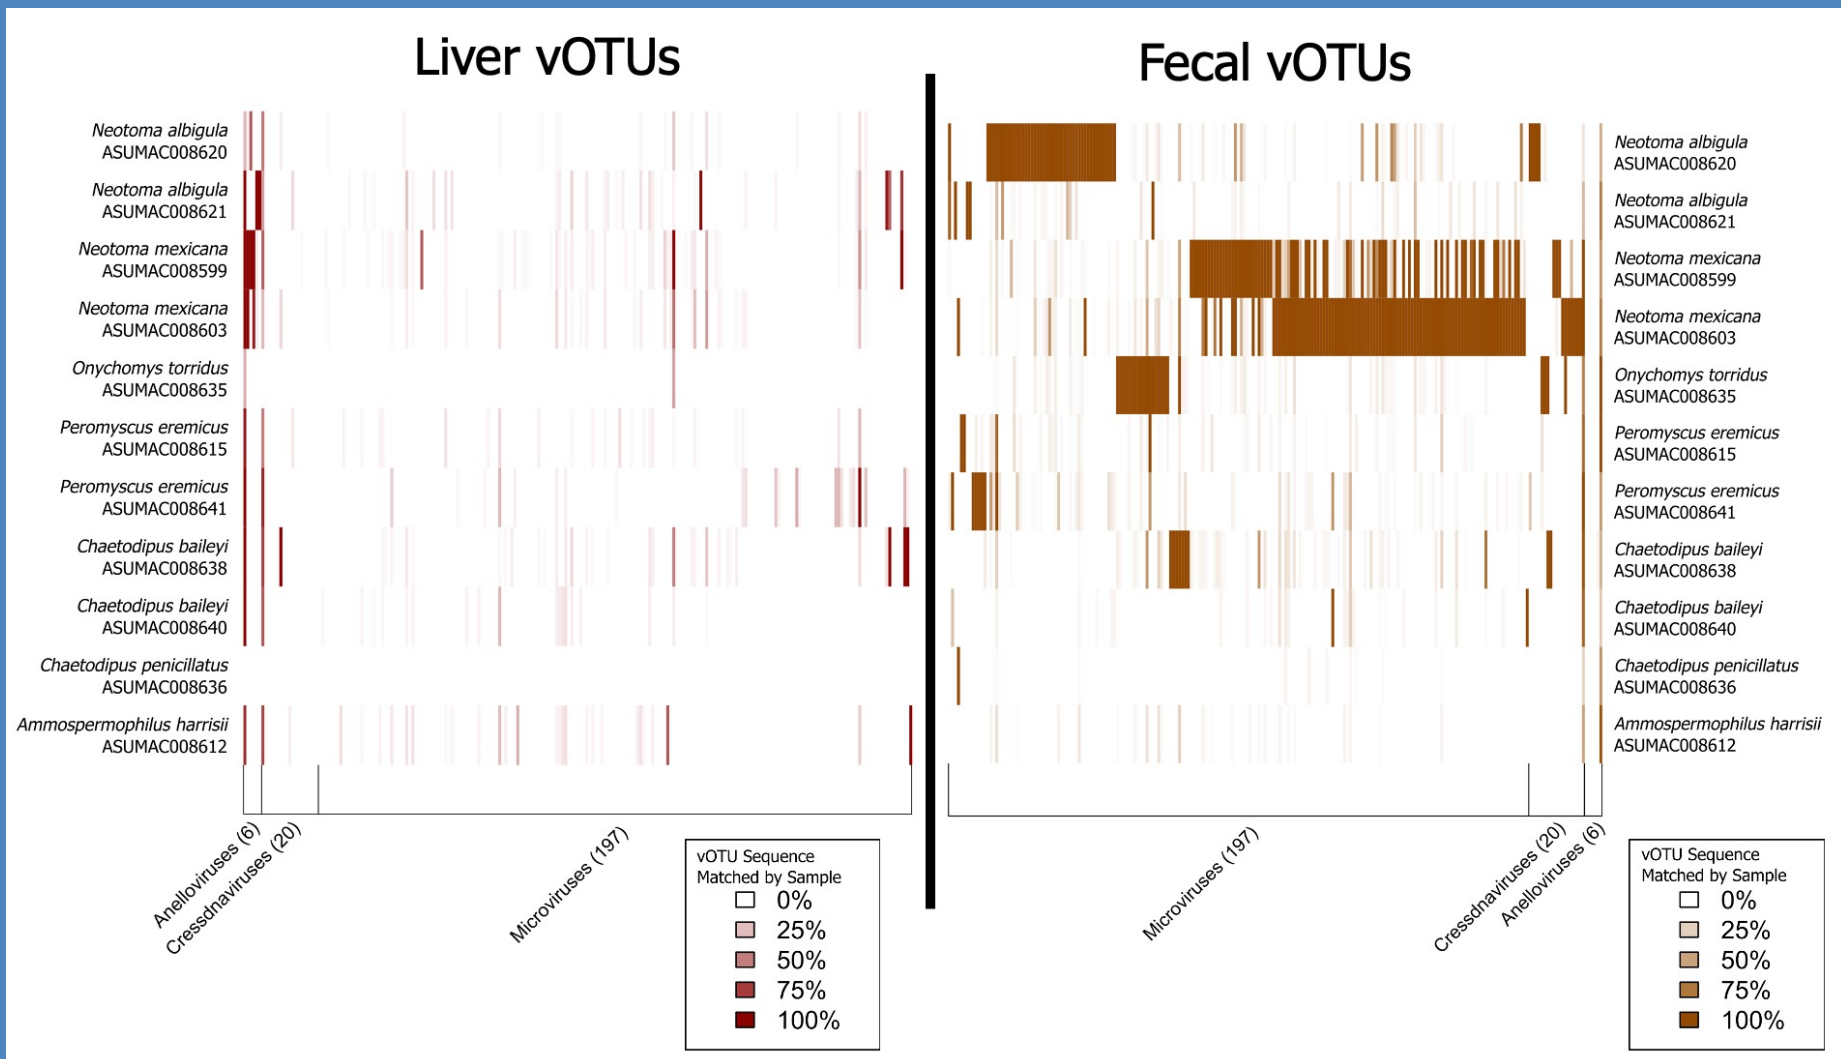 Liver vOTUs
Fecal vOTUs
Neotoma albigula
ASUMAC008620
Neotoma albigula
ASUMAC008621
Neotoma mexicana
ASUMAC008599
Neotoma mexicana
ASUMAC008603
Onychomys torridus
ASUMAC008635
Peromyscus eremicus
ASUMAC008615
Peromyscus eremicus
ASUMAC008641
Chaetodipus baileyi
ASUMAC008638
Chaetodipus baileyi
ASUMAC008640
Chaetodipus penicillatus
ASUMAC008636
Ammospermophilus harrisii
ASUMAC008612
Anelloviruses (6)
Cressdnaviruses (20)
Microviruses (197)
vOTU Sequence
Matched by Sample
0%
25%
50%
75%
100%
Neotoma albigula
ASUMAC008620
Neotoma albigula
ASUMAC008621
Neotoma mexicana
ASUMAC008599
Neotoma mexicana
ASUMAC008603
Onychomys torridus
ASUMAC008635
Peromyscus eremicus
ASUMAC008615
Peromyscus eremicus
ASUMAC008641
Chaetodipus baileyi
ASUMAC008638
Chaetodipus baileyi
ASUMAC008640
Chaetodipus penicillatus
ASUMAC008636
Ammospermophilus harrisii
ASUMAC008612
Microviruses (197)
Cressdnaviruses (20)
Anelloviruses (6)
vOTU Sequence
Matched by Sample
0%
25%
50%
75%
100%